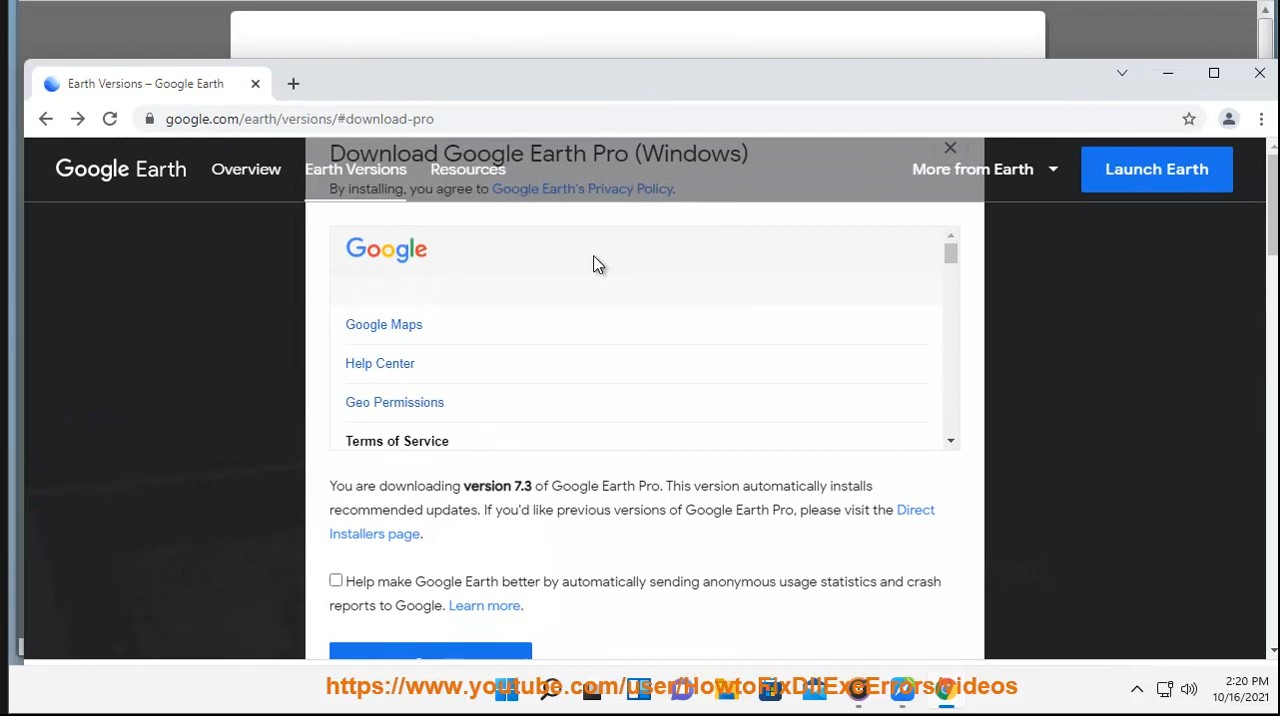 Earth Versions – Google Earth
google.com/earth/versions/#download-pro
Download Google Earth Pro (Windows)
Google Earth Overview Earth Versions Resources More from Earth Launch Earth
By installing, you agree to Google Earth's Privacy Policy.
Google
Google Maps
Help Center
Geo Permissions
Terms of Service
You are downloading version 7.3 of Google Earth Pro. This version automatically installs
recommended updates. If you'd like previous versions of Google Earth Pro, please visit the Direct
Installers page.
Help make Google Earth better by automatically sending anonymous usage statistics and crash
reports to Google. Learn more.
https://www.youtube.com/user/HowtoFixDllExeErrors/videos
2:20 PM
10/16/2021